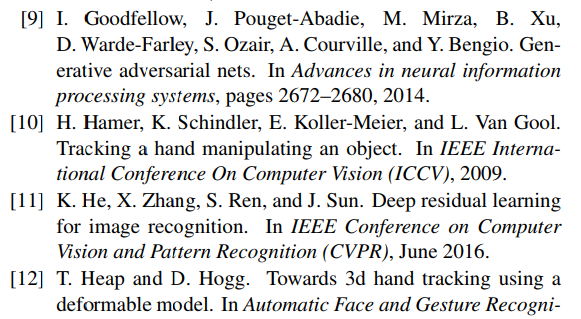 [9] I. Goodfellow, J. Pouget-Abadie, M. Mirza, B. Xu,
D. Warde-Farley, S. Ozair, A. Courville, and Y. Bengio. Gen-
erative adversarial nets. In Advances in neural information
processing systems, pages 2672–2680, 2014.
[10] H. Hamer, K. Schindler, E. Koller-Meier, and L. Van Gool.
Tracking a hand manipulating an object. In IEEE Interna-
tional Conference On Computer Vision (ICCV), 2009.
[11] K. He, X. Zhang, S. Ren, and J. Sun. Deep residual learning
for image recognition. In IEEE Conference on Computer
Vision and Pattern Recognition (CVPR), June 2016.
[12] T. Heap and D. Hogg. Towards 3d hand tracking using a
deformable model. In Automatic Face and Gesture Recogni-